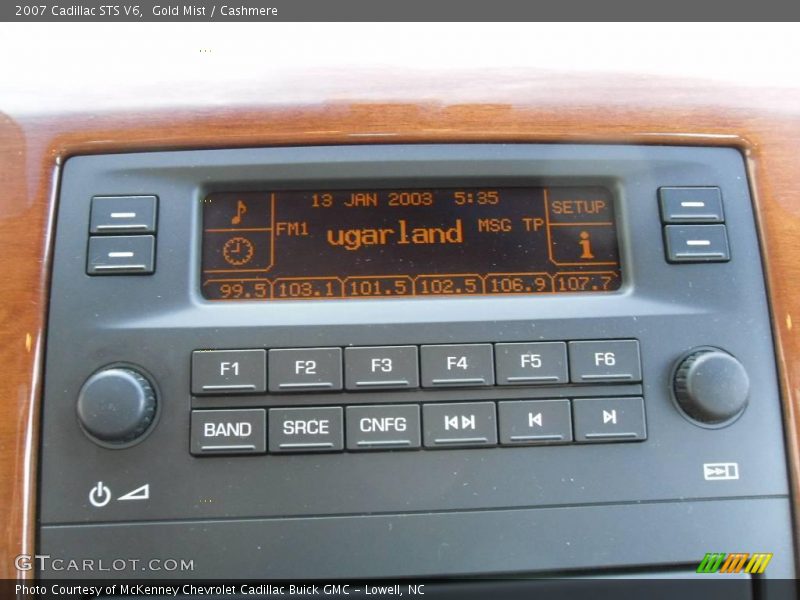 2007 Cadillac STS V6,  Gold Mist / Cashmere
13 JAN 2003  5:35
SETUP
FM1
ugarland
MSG TP
i
99.5 103.1 101.5 102.5 106.9 107.7
F1 F2 F3 F4 F5 F6
BAND SRCE CNFG
GTCARLOT.COM
Photo Courtesy of McKenney Chevrolet Cadillac Buick GMC - Lowell, NC